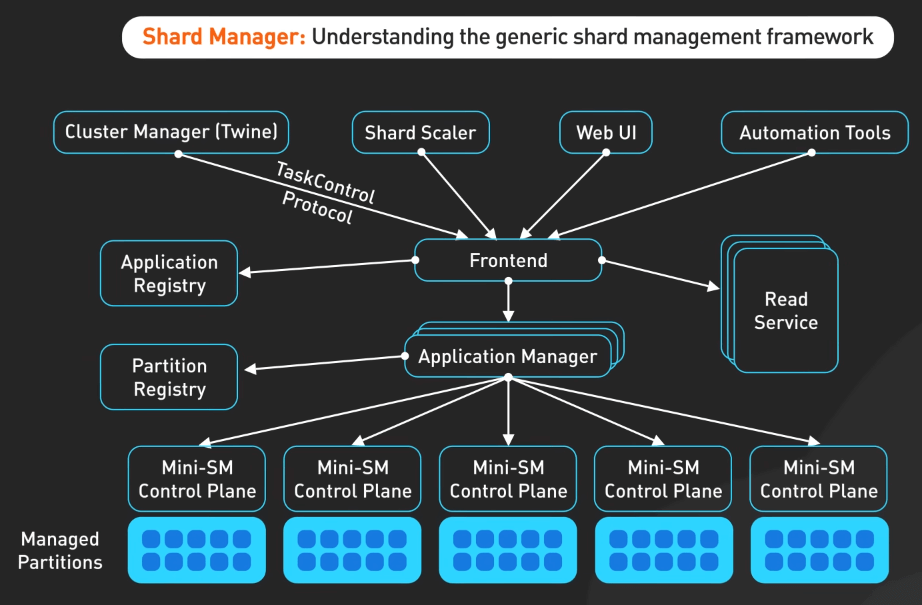 Shard Manager: Understanding the generic shard management framework
Cluster Manager (Twine)
Shard Scaler
Web UI
Automation Tools
TaskControl
Protocol
Application
Registry
Frontend
Read
Service
Partition
Registry
Application Manager
Mini-SM
Control Plane
Mini-SM
Control Plane
Mini-SM
Control Plane
Mini-SM
Control Plane
Mini-SM
Control Plane
Managed
Partitions